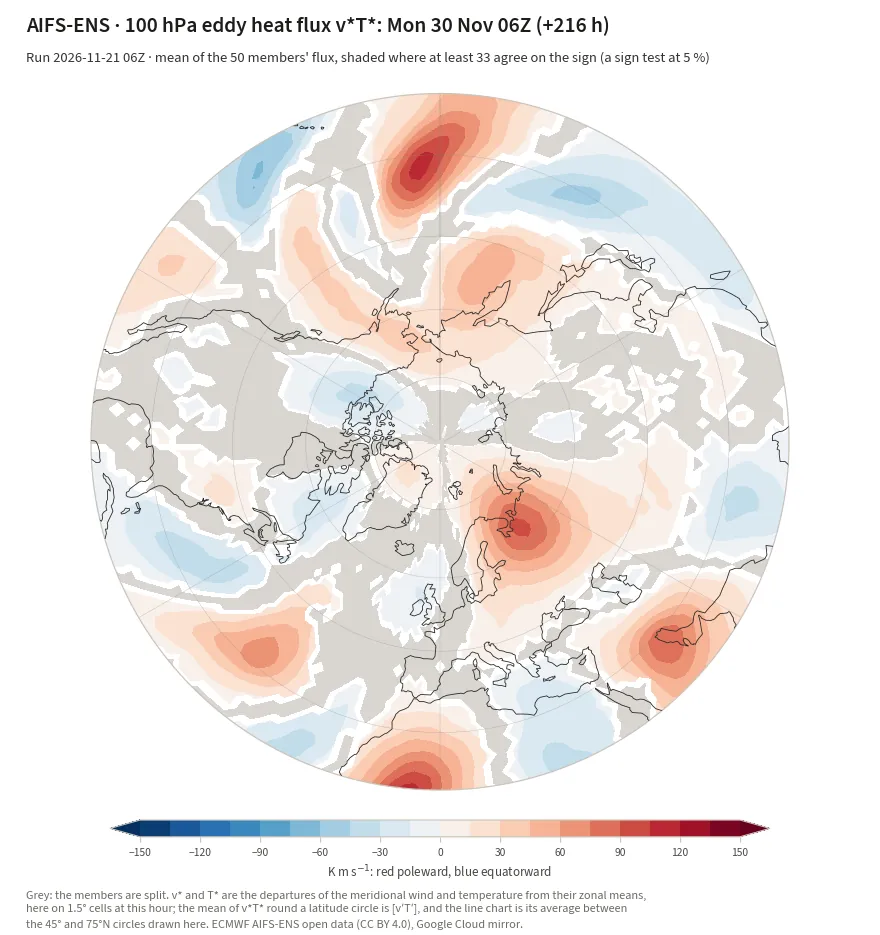 AIFS-ENS · 100 hPa eddy heat flux v*T*: Mon 30 Nov 06Z (+216 h)
Run 2026-11-21 06Z · mean of the 50 members' flux, shaded where at least 33 agree on the sign (a sign test at 5 %)
−150 −120 −90 −60 −30 0 30 60 90 120 150
K m s⁻¹: red poleward, blue equatorward
Grey: the members are split. v* and T* are the departures of the meridional wind and temperature from their zonal means,
here on 1.5° cells at this hour; the mean of v*T* round a latitude circle is [v′T′], and the line chart is its average between
the 45° and 75°N circles drawn here. ECMWF AIFS-ENS open data (CC BY 4.0), Google Cloud mirror.